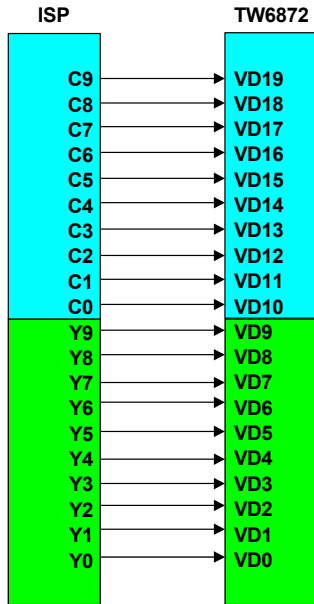 ISP TW6872
C9 VD19
C8 VD18
C7 VD17
C6 VD16
C5 VD15
C4 VD14
C3 VD13
C2 VD12
C1 VD11
C0 VD10
Y9 VD9
Y8 VD8
Y7 VD7
Y6 VD6
Y5 VD5
Y4 VD4
Y3 VD3
Y2 VD2
Y1 VD1
Y0 VD0